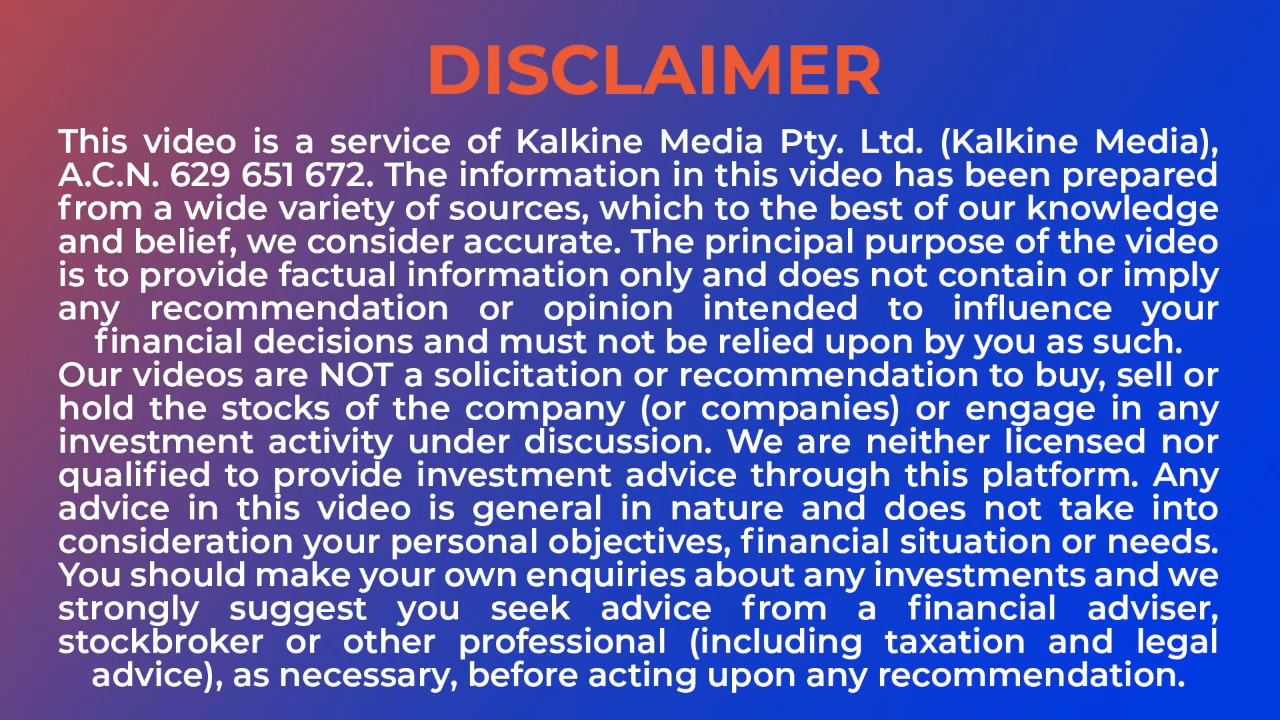 DISCLAIMER
This video is a service of Kalkine Media Pty. Ltd. (Kalkine Media),
A.C.N. 629 651 672. The information in this video has been prepared
from a wide variety of sources, which to the best of our knowledge
and belief, we consider accurate. The principal purpose of the video
is to provide factual information only and does not contain or imply
any recommendation or opinion intended to influence your
financial decisions and must not be relied upon by you as such.
Our videos are NOT a solicitation or recommendation to buy, sell or
hold the stocks of the company (or companies) or engage in any
investment activity under discussion. We are neither licensed nor
qualified to provide investment advice through this platform. Any
advice in this video is general in nature and does not take into
consideration your personal objectives, financial situation or needs.
You should make your own enquiries about any investments and we
strongly suggest you seek advice from a financial adviser,
stockbroker or other professional (including taxation and legal
advice), as necessary, before acting upon any recommendation.